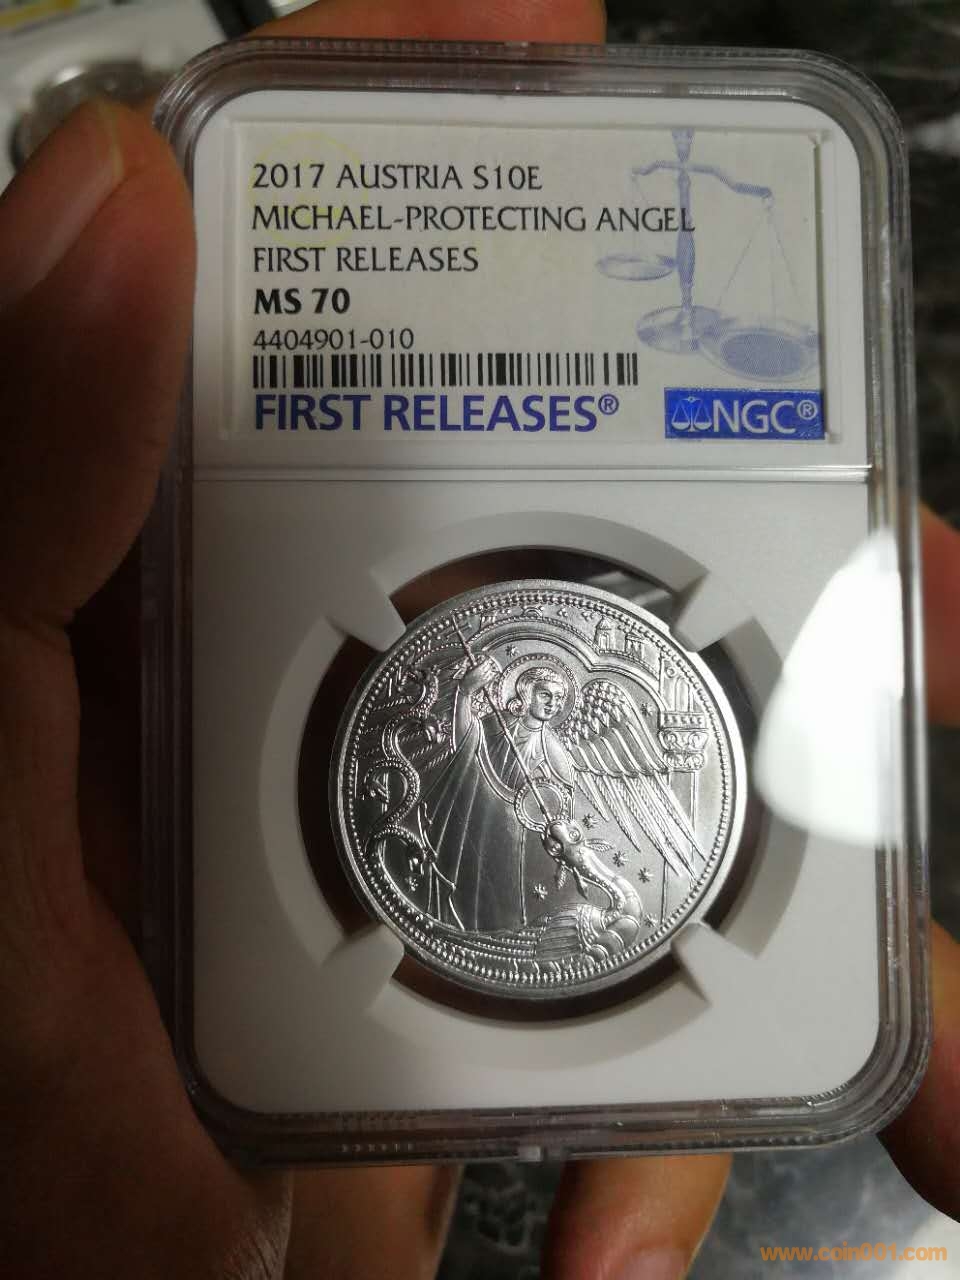 2017 AUSTRIA S10E
MICHAEL-PROTECTING ANGEL
FIRST RELEASES
MS 70
4404901-010
FIRST RELEASES®
NGC®
www.coin001.com